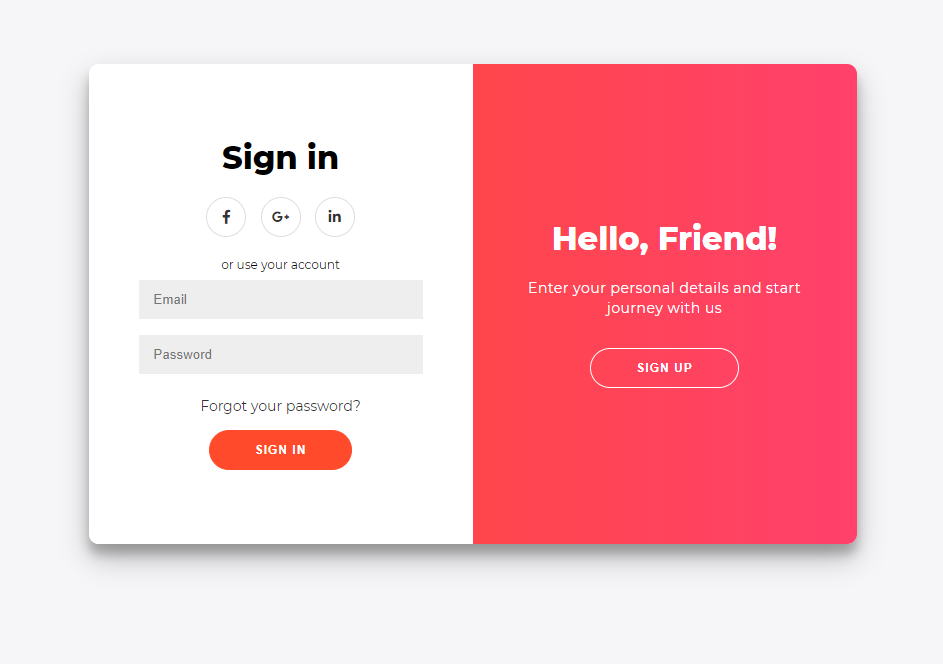 Sign in
f
G+
in
or use your account
Email
Password
Forgot your password?
SIGN IN
Hello, Friend!
Enter your personal details and start
journey with us
SIGN UP